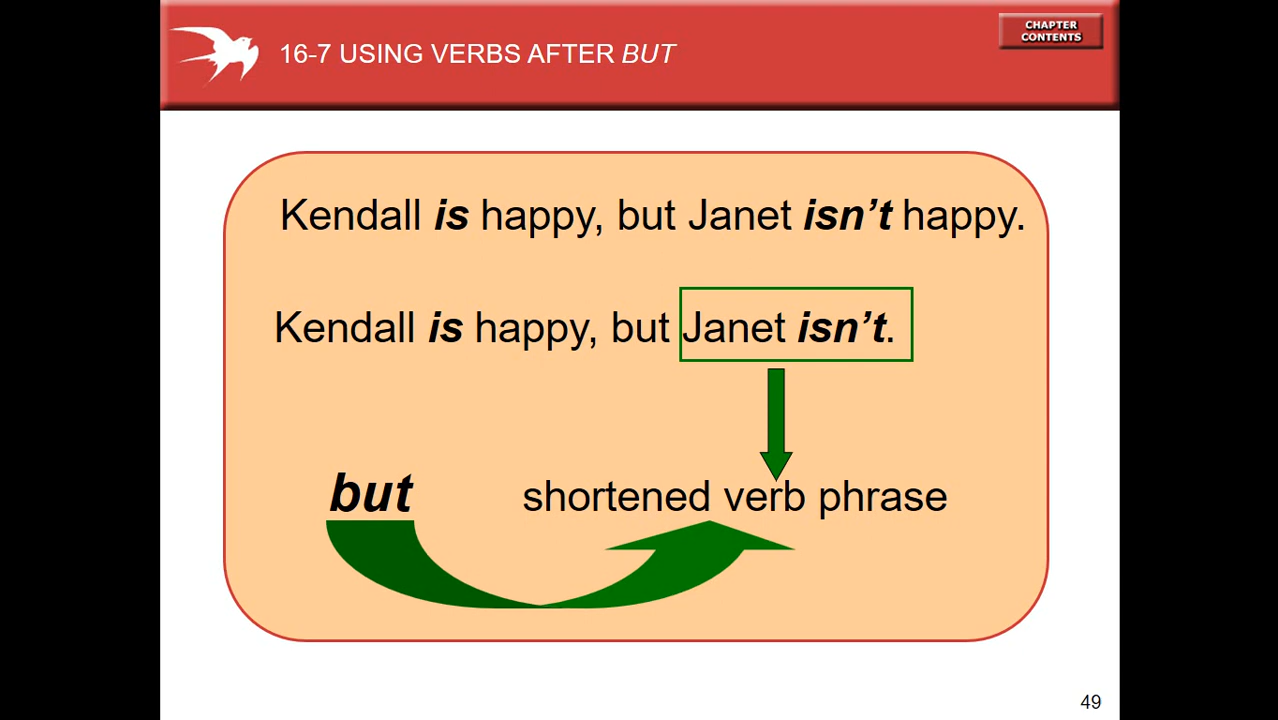 16-7 USING VERBS AFTER BUT
CHAPTER
CONTENTS
Kendall is happy, but Janet isn’t happy.
Kendall is happy, but Janet isn’t.
but shortened verb phrase
49